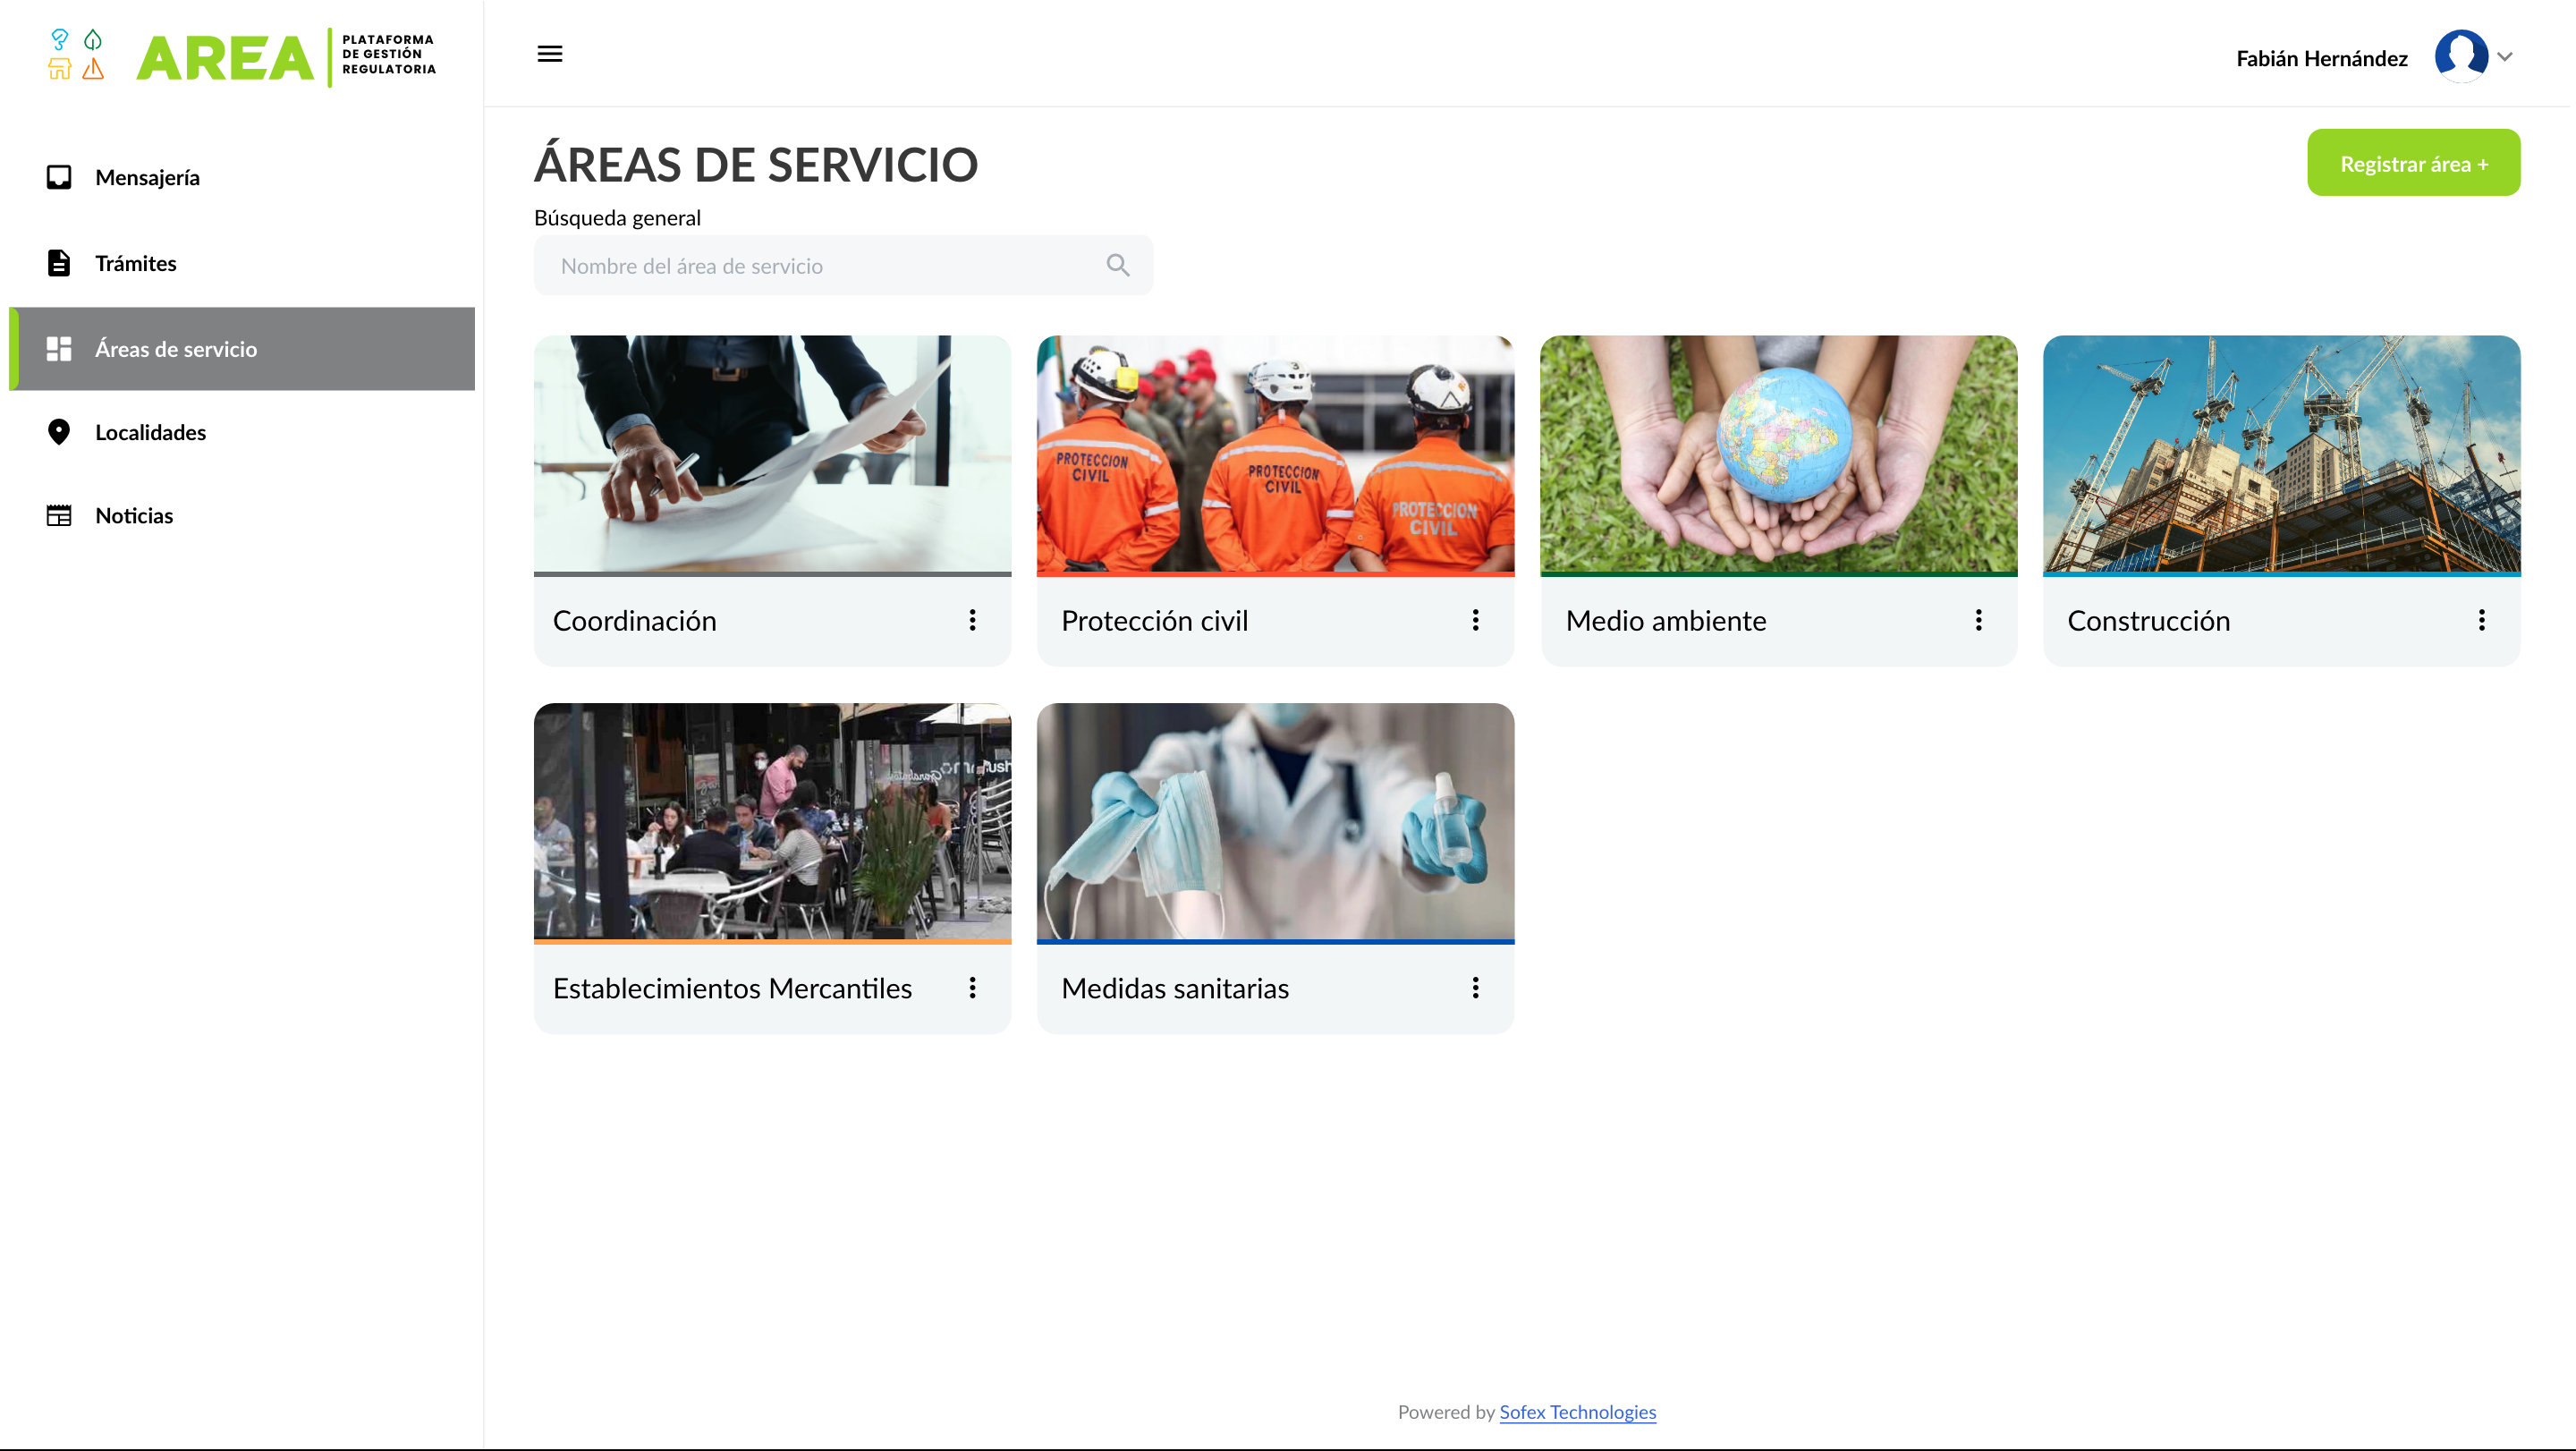 AREA
PLATAFORMA
DE GESTIÓN
REGULATORIA
Fabián Hernández
Mensajería
Trámites
Áreas de servicio
Localidades
Noticias
ÁREAS DE SERVICIO
Registrar área +
Búsqueda general
Nombre del área de servicio
PROTECCION
CIVIL
PROTECCION
CIVIL
PROTECCION
CIVIL
Coordinación
Protección civil
Medio ambiente
Construcción
Establecimientos Mercantiles
Medidas sanitarias
Powered by Sofex Technologies